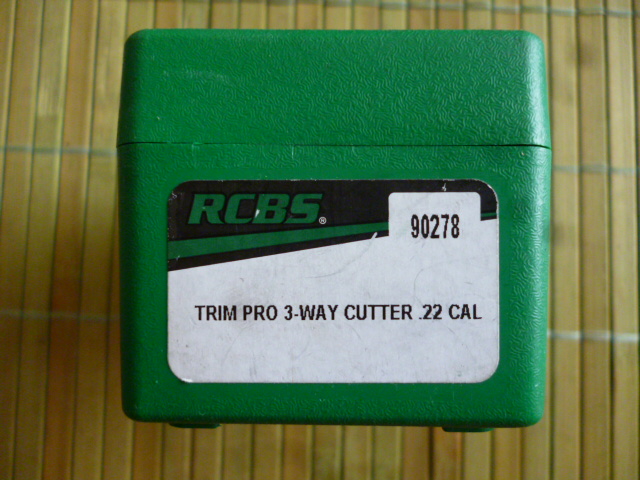 RCBS®
90278
TRIM PRO 3-WAY CUTTER .22 CAL